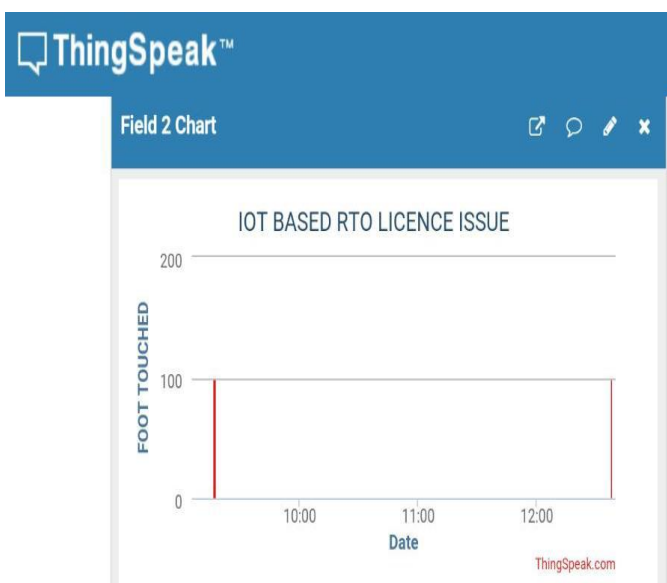 ThingSpeak™
Field 2 Chart
IOT BASED RTO LICENCE ISSUE
200
FOOT TOUCHED
100
0
10:00 11:00 12:00
Date
ThingSpeak.com